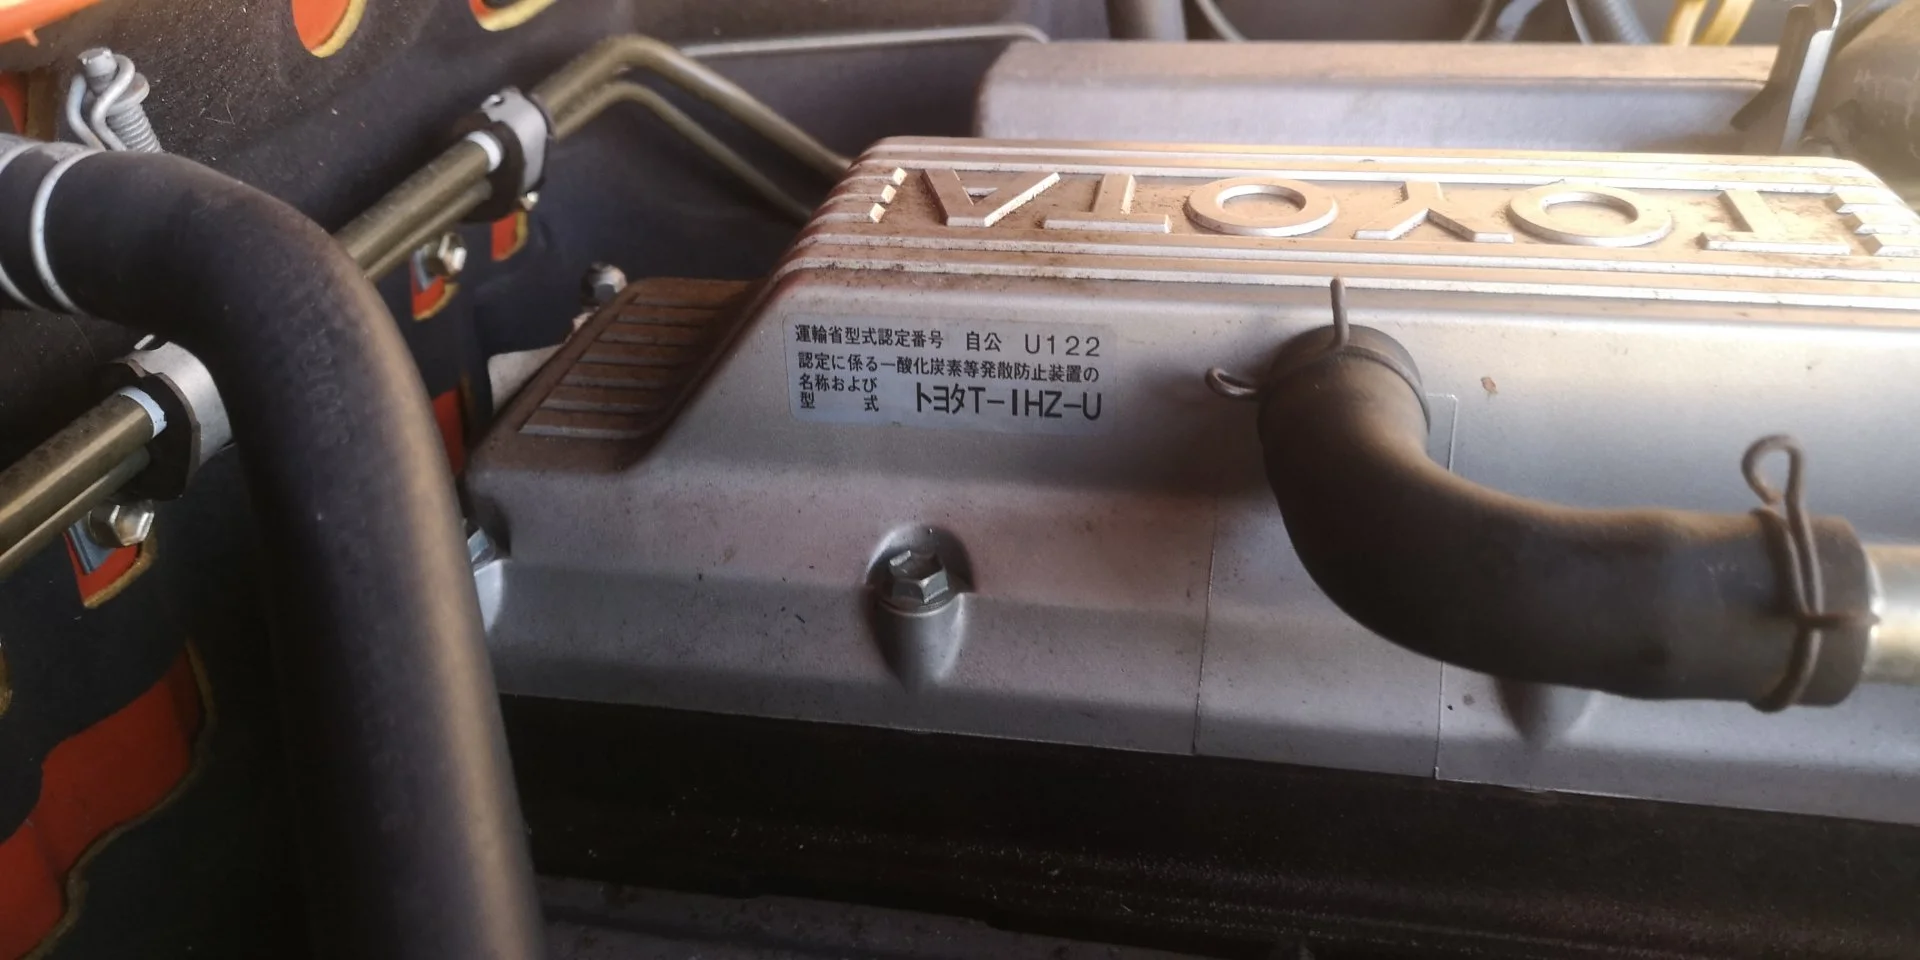 TOYOTA
運輸省型式認定番号 自公 U122
認定に係る一酸化炭素等発散防止装置の
名称および
型 式 トヨタT-1HZ-U